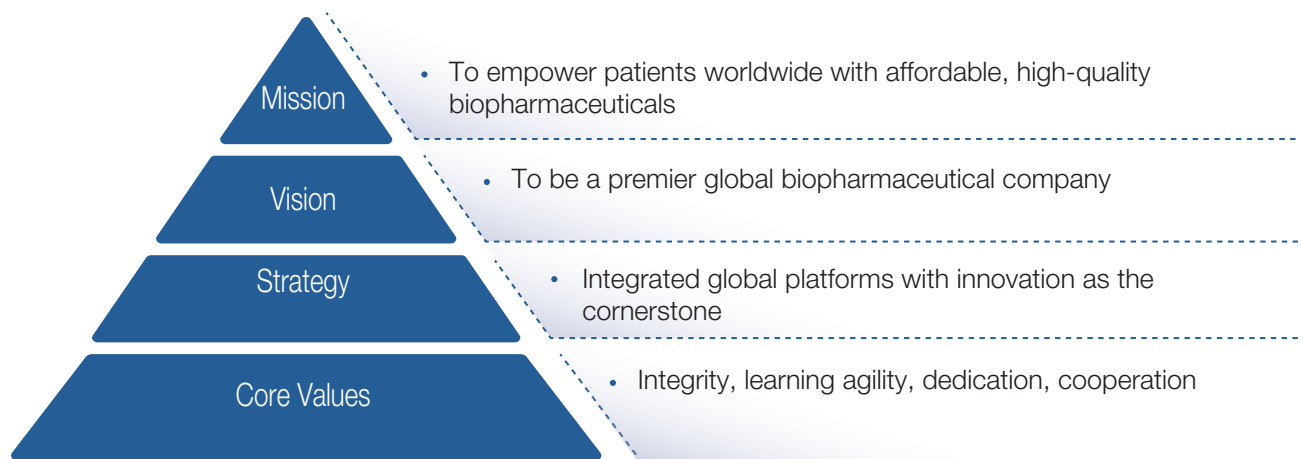 Mission
• To empower patients worldwide with affordable, high-quality
biopharmaceuticals
Vision
• To be a premier global biopharmaceutical company
Strategy
• Integrated global platforms with innovation as the
cornerstone
Core Values
• Integrity, learning agility, dedication, cooperation